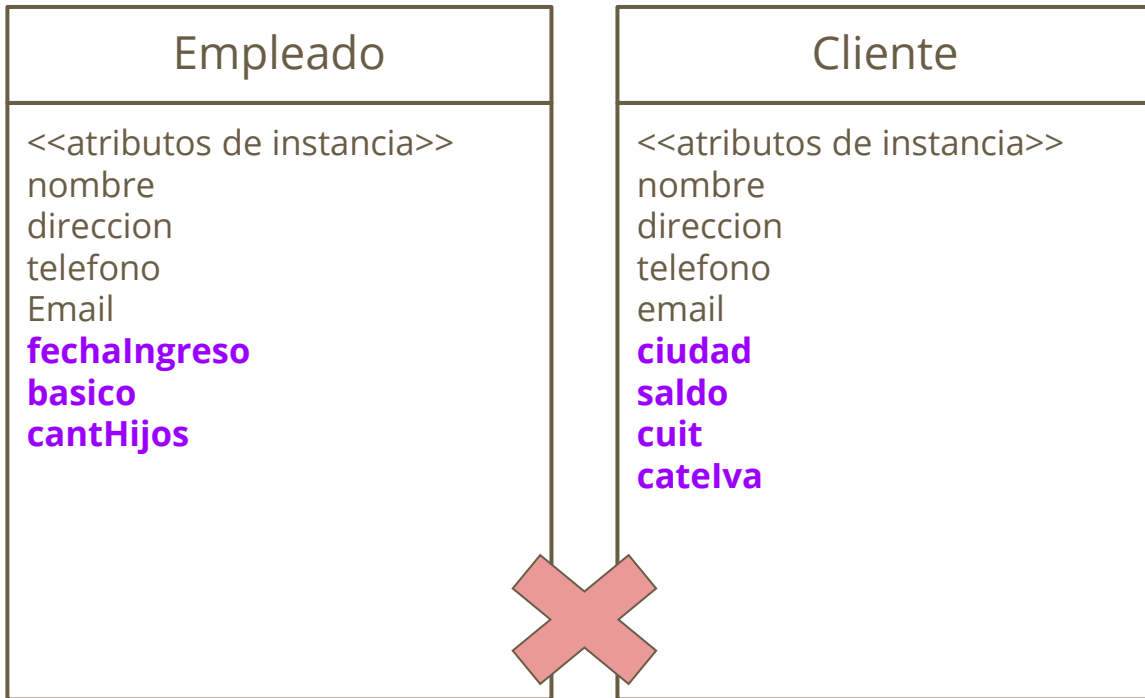 Empleado
<<atributos de instancia>>
nombre
direccion
telefono
Email
fechaIngreso
basico
cantHijos
Cliente
<<atributos de instancia>>
nombre
direccion
telefono
email
ciudad
saldo
cuit
cateIva